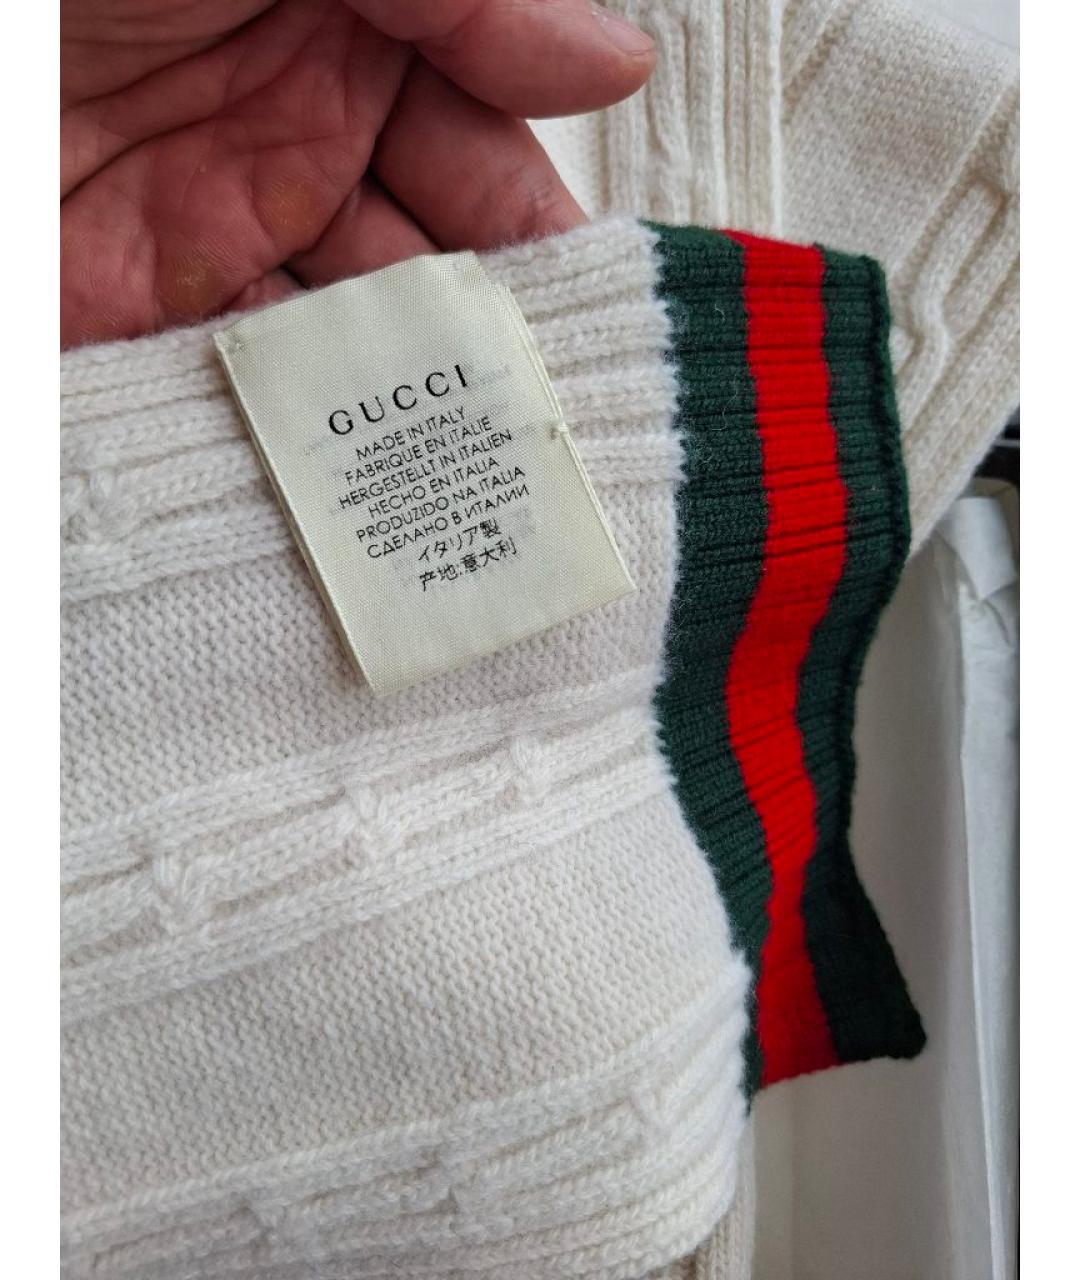 GUCCI
MADE IN ITALY
FABRIQUE EN ITALIE
HERGESTELLT IN ITALIEN
HECHO EN ITALIA
PRODUZIDO NA ITALIA
СДЕЛАНО В ИТАЛИИ
イタリア製
产地:意大利